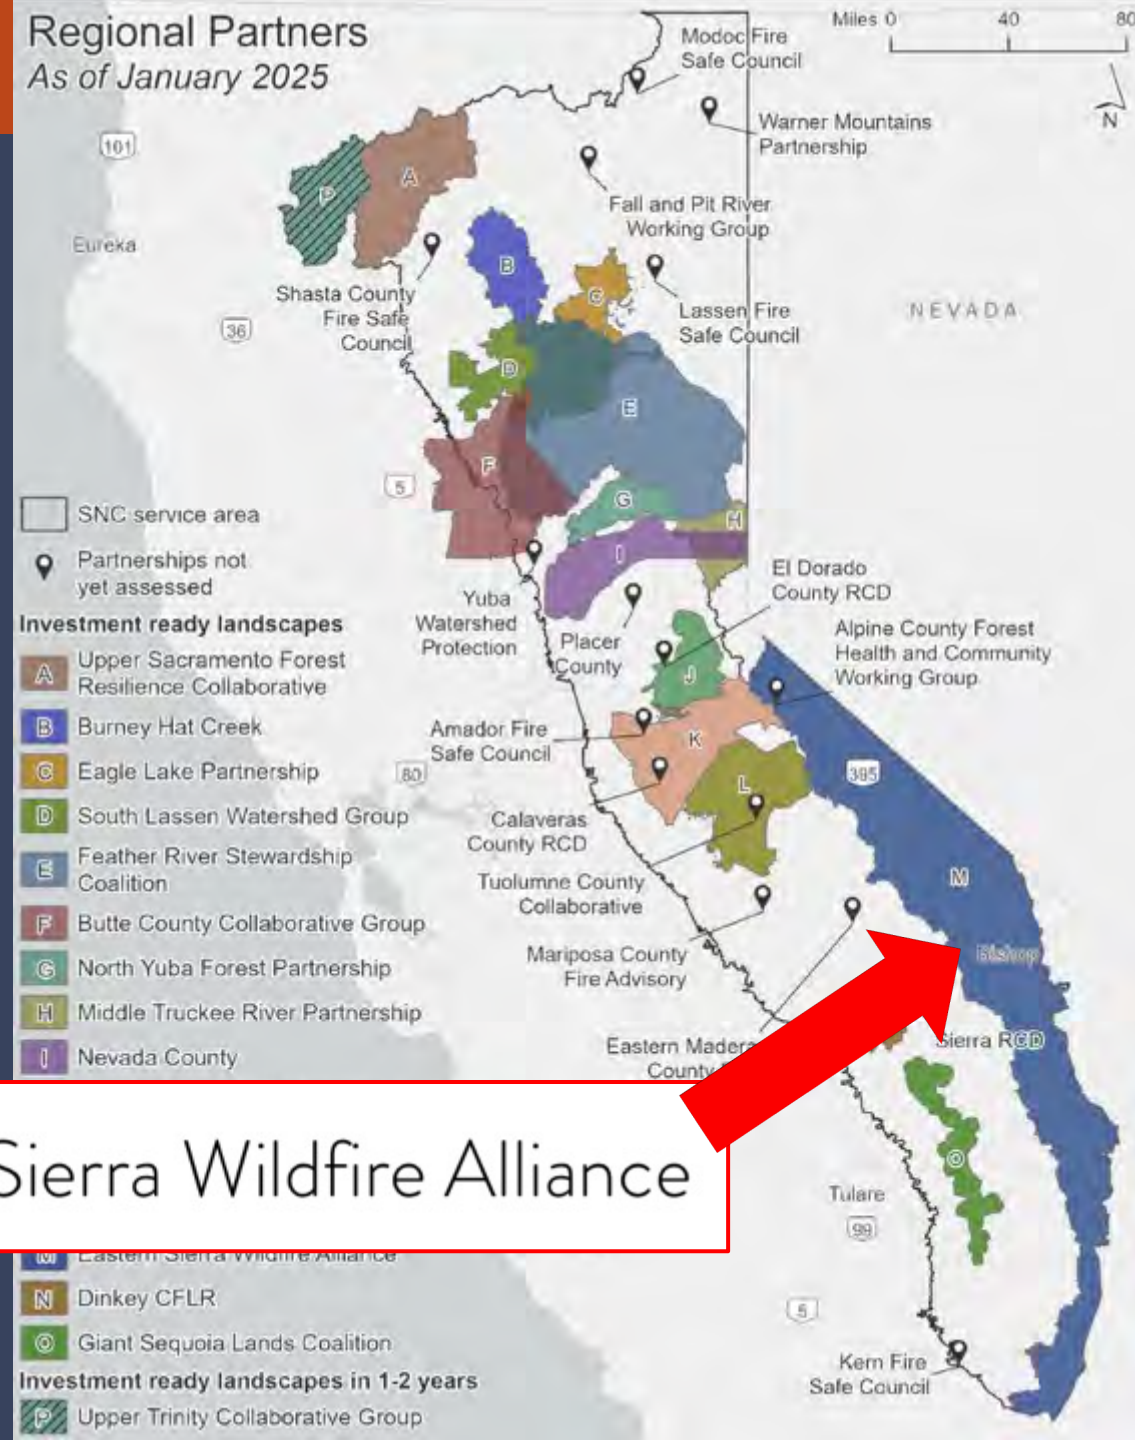 Regional Partners
As of January 2025
Miles 0 40 80
N
Modoc Fire
Safe Council
Warner Mountains
Partnership
101
A
P
Fall and Pit River
Working Group
Eureka
B
Shasta County
Fire Safe
Council
C
Lassen Fire
Safe Council
NEVADA
36
D
E
F
5
G
H
I
SNC service area
Partnerships not
yet assessed
Yuba
Watershed
Protection
Placer
County
El Dorado
County RCD
Alpine County Forest
Health and Community
Working Group
J
Amador Fire
Safe Council
K
80
395
L
Calaveras
County RCD
Tuolumne County
Collaborative
M
Mariposa County
Fire Advisory
Bishop
Eastern Madera
County
Sierra RCD
O
Tulare
99
5
Kern Fire
Safe Council
Investment ready landscapes
A Upper Sacramento Forest
Resilience Collaborative
B Burney Hat Creek
C Eagle Lake Partnership
D South Lassen Watershed Group
E Feather River Stewardship
Coalition
F Butte County Collaborative Group
G North Yuba Forest Partnership
H Middle Truckee River Partnership
I Nevada County
Sierra Wildfire Alliance
M Eastern Sierra Wildfire Alliance
N Dinkey CFLR
O Giant Sequoia Lands Coalition
Investment ready landscapes in 1-2 years
P Upper Trinity Collaborative Group